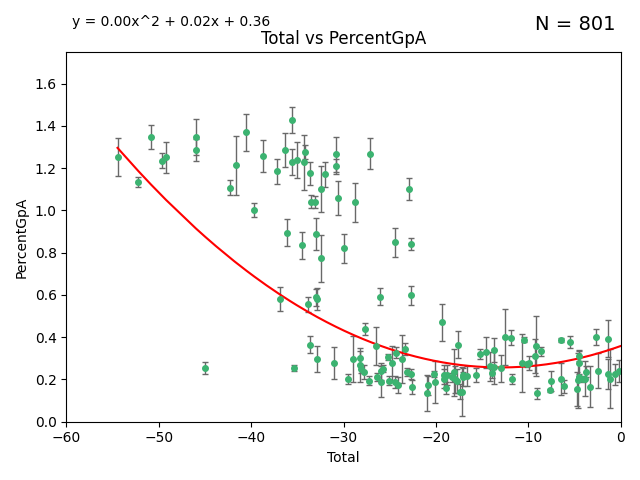 y = 0.00x^2 + 0.02x + 0.36
N = 801
Total vs PercentGpA
PercentGpA
1.6
1.4
1.2
1.0
0.8
0.6
0.4
0.2
0.0
−60 −50 −40 −30 −20 −10 0
Total